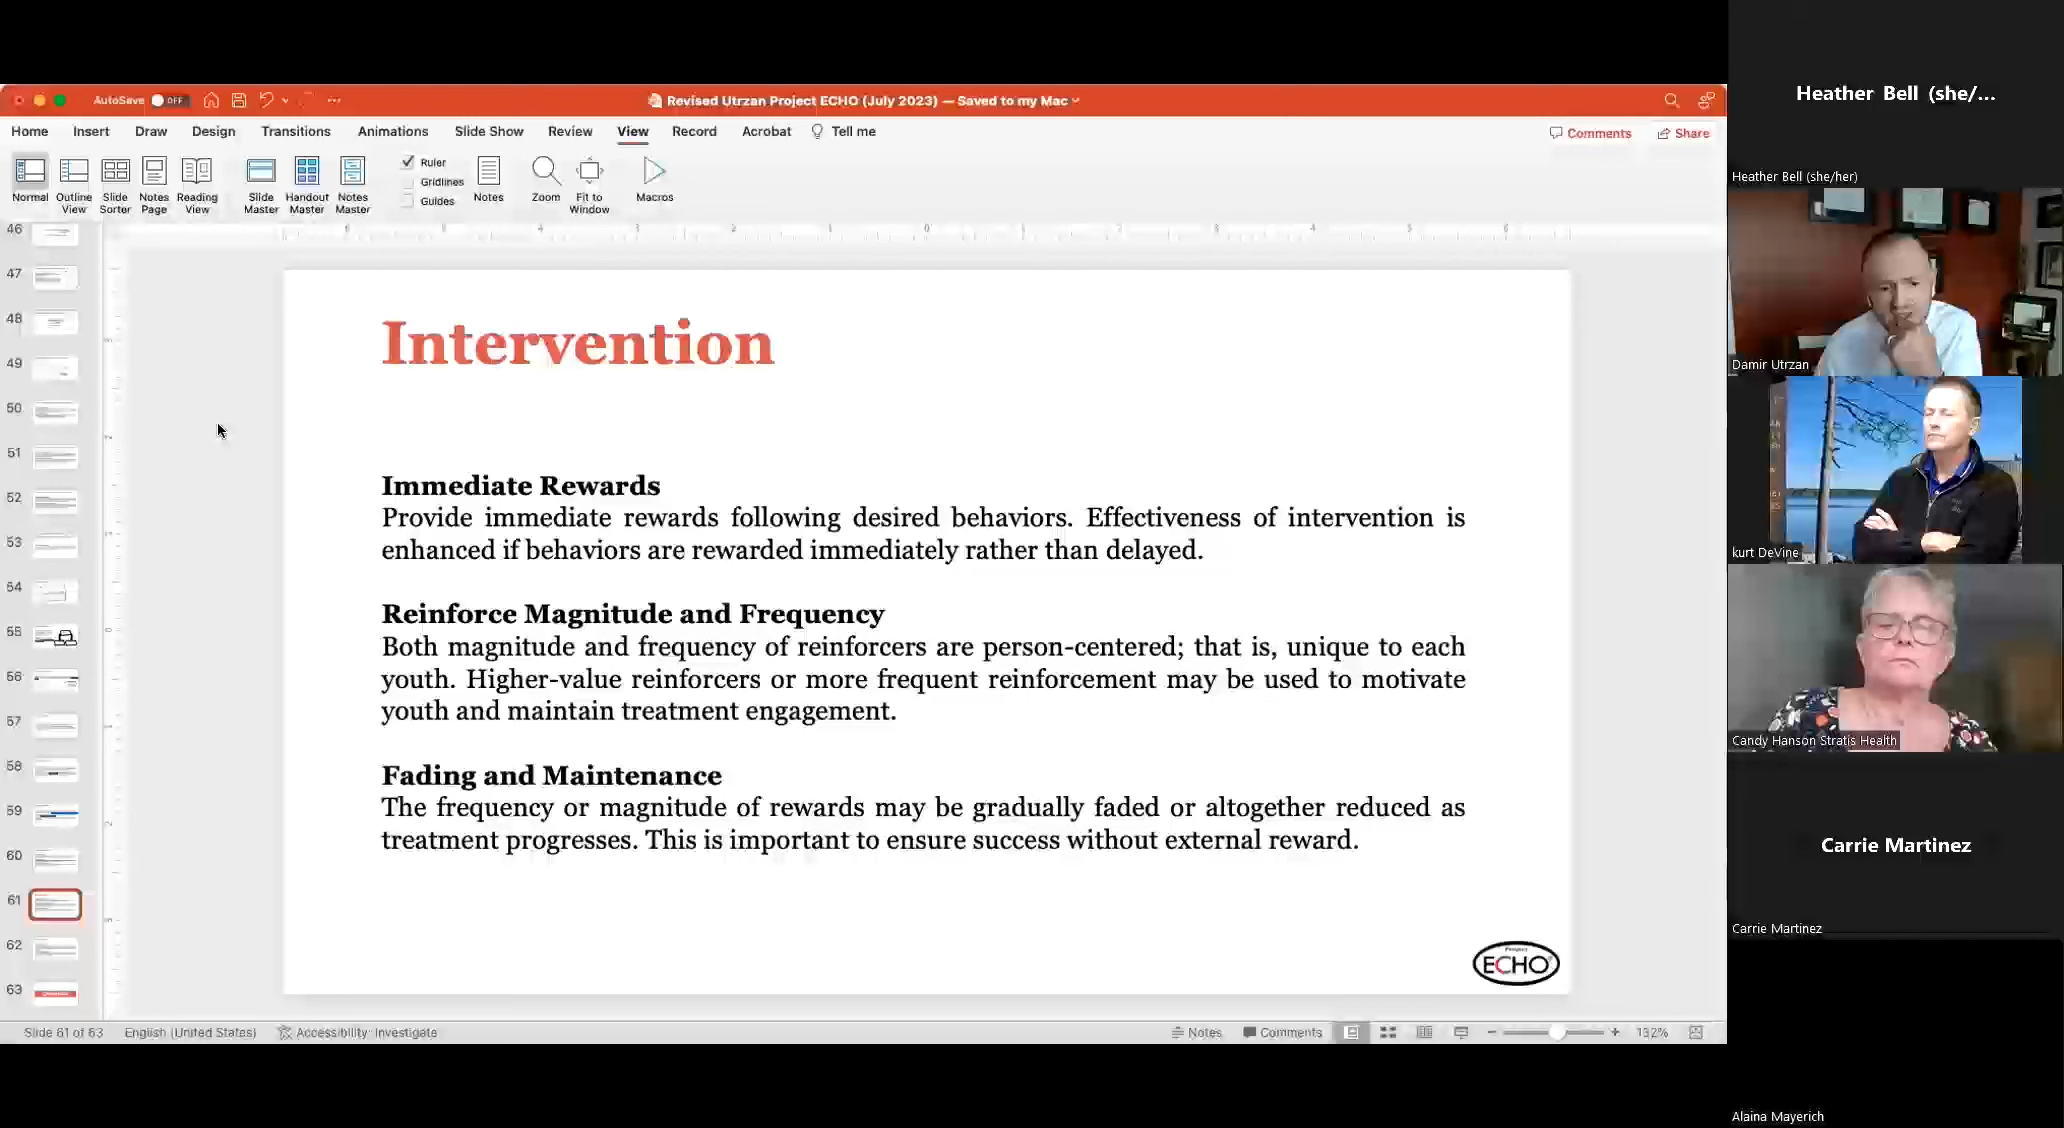 AutoSave OFF
Revised Utrzan Project ECHO (July 2023) — Saved to my Mac
Home Insert Draw Design Transitions Animations Slide Show Review View Record Acrobat Tell me
Comments Share
Normal
Outline View
Slide Sorter
Notes Page
Reading View
Slide Master
Handout Master
Notes Master
Ruler
Gridlines
Guides
Notes
Zoom
Fit to Window
Macros
46
47
48
49
50
51
52
53
54
55
56
57
58
59
60
61
62
63
Intervention
Immediate Rewards
Provide immediate rewards following desired behaviors. Effectiveness of intervention is
enhanced if behaviors are rewarded immediately rather than delayed.
Reinforce Magnitude and Frequency
Both magnitude and frequency of reinforcers are person-centered; that is, unique to each
youth. Higher-value reinforcers or more frequent reinforcement may be used to motivate
youth and maintain treatment engagement.
Fading and Maintenance
The frequency or magnitude of rewards may be gradually faded or altogether reduced as
treatment progresses. This is important to ensure success without external reward.
Project
ECHO
Slide 61 of 63 English (United States) Accessibility: Investigate
Notes Comments 132%
Heather Bell (she/...
Heather Bell (she/her)
Damir Utrzan
kurt DeVine
Candy Hanson Stratis Health
Carrie Martinez
Carrie Martinez
Alaina Mayerich